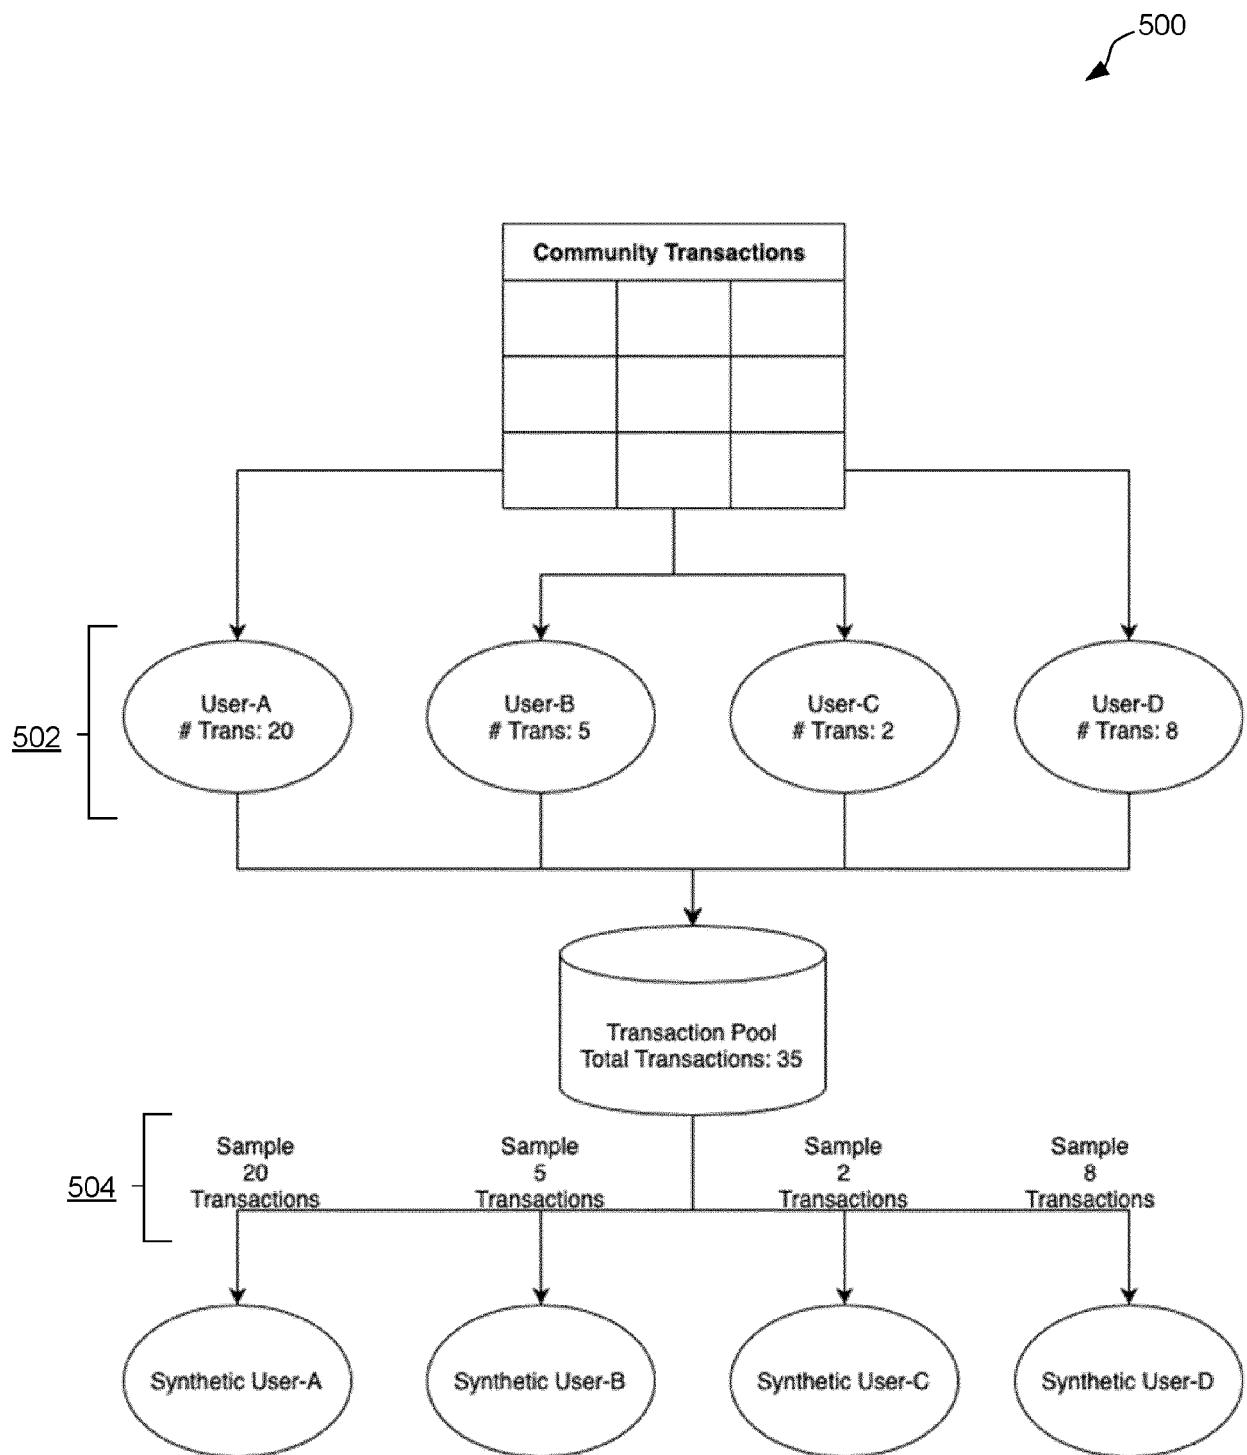 500
Community Transactions
502
User-A
# Trans: 20
User-B
# Trans: 5
User-C
# Trans: 2
User-D
# Trans: 8
Transaction Pool
Total Transactions: 35
504
Sample
20
Transactions
Sample
5
Transactions
Sample
2
Transactions
Sample
8
Transactions
Synthetic User-A
Synthetic User-B
Synthetic User-C
Synthetic User-D